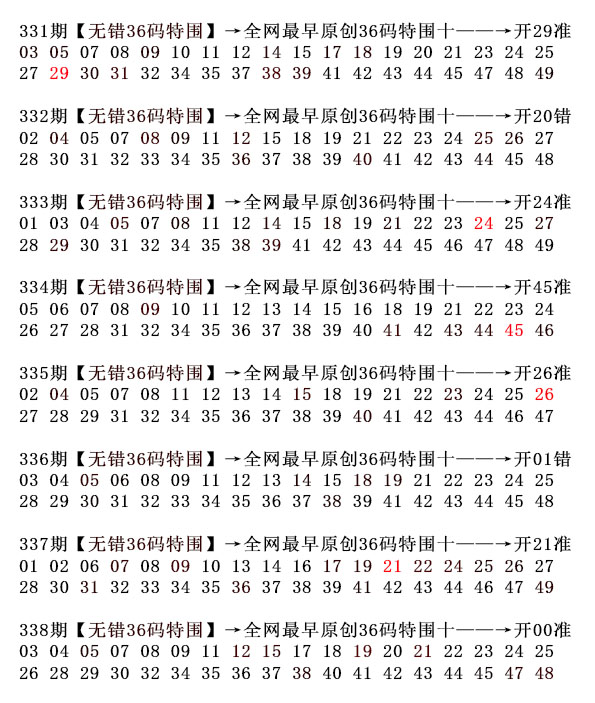 331期【无错36码特围】→全网最早原创36码特围十——→开29准
03 05 07 08 09 10 11 12 14 15 17 18 19 20 21 23 24 25
27 29 30 31 32 34 35 37 38 39 41 42 43 44 45 47 48 49
332期【无错36码特围】→全网最早原创36码特围十——→开20错
02 04 05 07 08 09 11 12 15 18 19 21 22 23 24 25 26 27
28 30 31 32 33 34 35 36 37 38 39 40 41 42 43 44 45 48
333期【无错36码特围】→全网最早原创36码特围十——→开24准
01 03 04 05 07 08 11 12 14 15 18 19 21 22 23 24 25 27
28 29 30 31 32 34 35 38 39 41 42 43 44 45 46 47 48 49
334期【无错36码特围】→全网最早原创36码特围十——→开45准
05 06 07 08 09 10 11 12 13 14 15 16 18 19 21 22 23 24
26 27 28 31 32 34 35 36 37 38 39 40 41 42 43 44 45 46
335期【无错36码特围】→全网最早原创36码特围十——→开26准
02 04 05 07 08 11 12 13 14 15 18 19 21 22 23 24 25 26
27 28 29 31 32 34 35 36 37 38 39 40 41 42 43 44 46 47
336期【无错36码特围】→全网最早原创36码特围十——→开01错
03 04 05 06 08 09 11 12 13 14 15 18 19 21 22 23 24 25
28 29 30 31 32 33 34 35 36 37 38 39 41 42 43 44 45 48
337期【无错36码特围】→全网最早原创36码特围十——→开21准
01 02 06 07 08 09 10 13 14 16 17 19 21 22 24 25 26 27
28 30 31 32 33 34 35 36 37 38 39 41 42 43 44 46 47 49
338期【无错36码特围】→全网最早原创36码特围十——→开00准
03 04 05 07 08 09 11 12 15 17 18 19 20 21 22 23 24 25
26 28 29 30 32 34 35 36 37 38 40 41 42 43 44 45 47 48